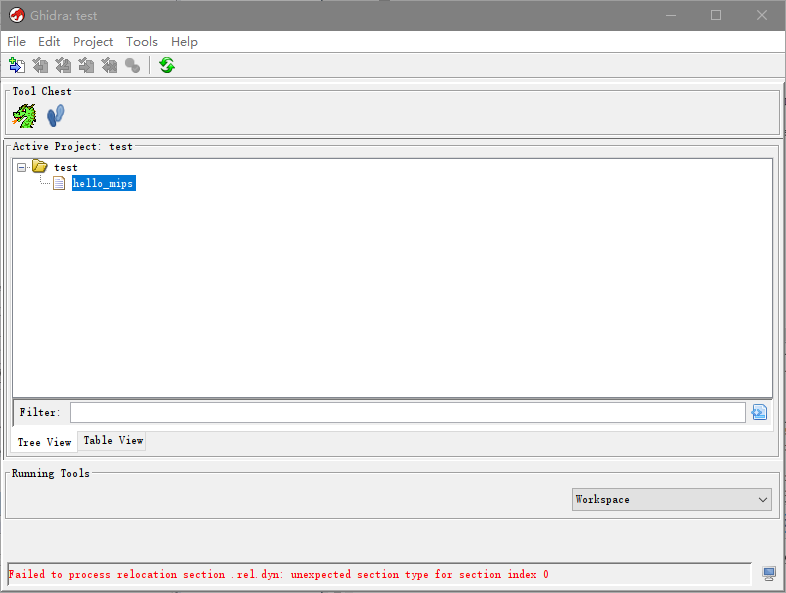 Ghidra: test
File Edit Project Tools Help
Tool Chest
Active Project: test
test
hello_mips
Filter:
Tree View Table View
Running Tools
Workspace
Failed to process relocation section .rel.dyn: unexpected section type for section index 0